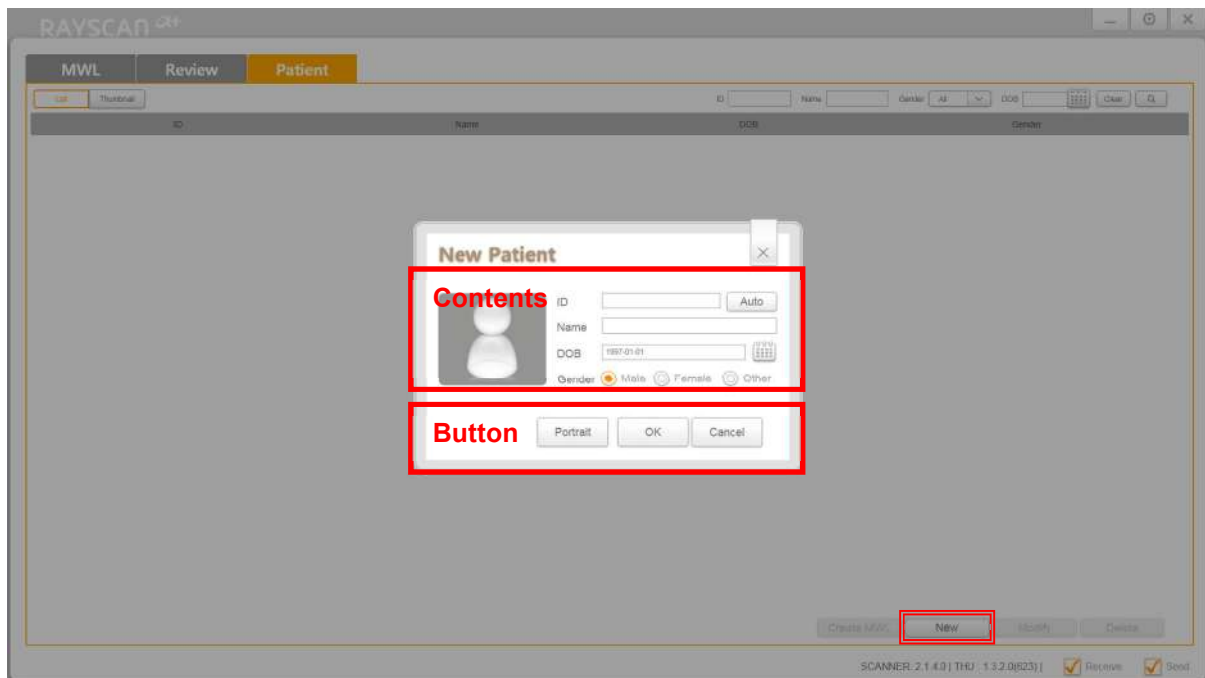 RAYSCAN α+
MWL Review Patient
List Thumbnail ID Name Gender All DOB Clear
ID Name DOB Gender
New Patient
Contents
ID Auto
Name
DOB 1997-01-01
Gender Male Female Other
Button Portrait OK Cancel
Create MWL New Modify Delete
SCANNER: 2.1.4.0 | THU : 1.3.2.0(623) | Receive Send